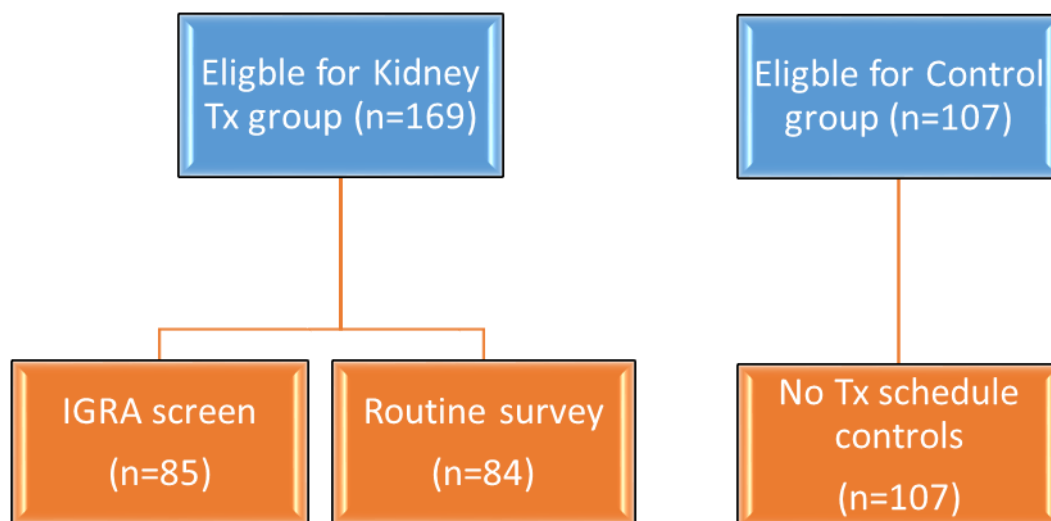 Eligble for Kidney
Tx group (n=169)
Eligble for Control
group (n=107)
IGRA screen
(n=85)
Routine survey
(n=84)
No Tx schedule
controls
(n=107)